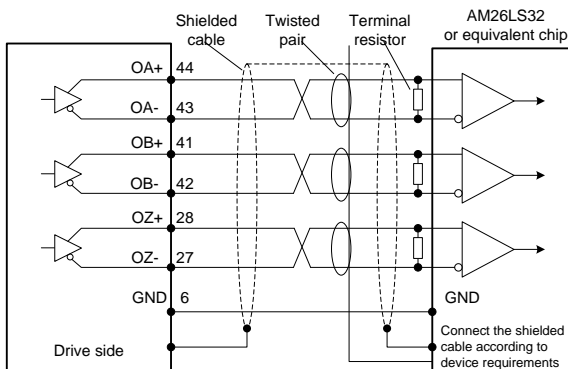 Shielded
cable
Twisted
pair
Terminal
resistor
AM26LS32
or equivalent chip
OA+ 44
OA- 43
OB+ 41
OB- 42
OZ+ 28
OZ- 27
GND 6
GND
Drive side
Connect the shielded
cable according to
device requirements